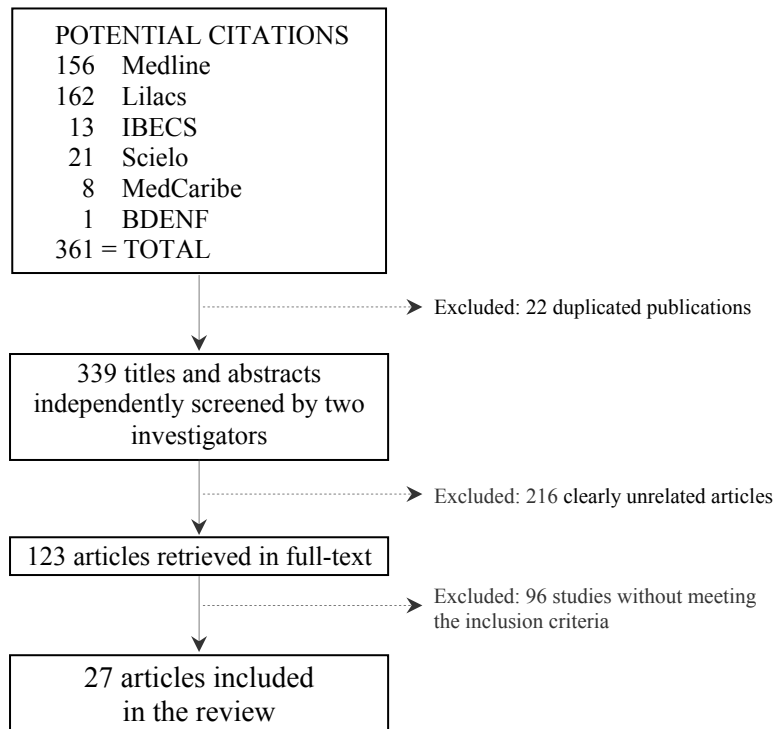 POTENTIAL CITATIONS
156 Medline
162 Lilacs
13 IBECS
21 Scielo
8 MedCaribe
1 BDENF
361 = TOTAL
Excluded: 22 duplicated publications
339 titles and abstracts
independently screened by two
investigators
Excluded: 216 clearly unrelated articles
123 articles retrieved in full-text
Excluded: 96 studies without meeting
the inclusion criteria
27 articles included
in the review